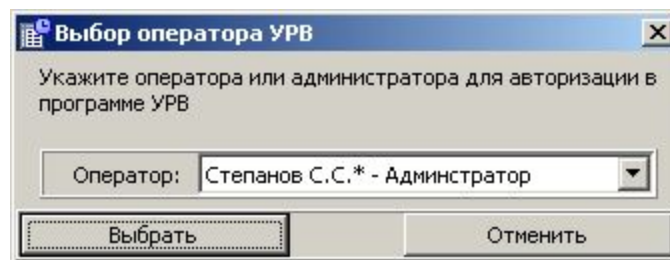 Выбор оператора УРВ
Укажите оператора или администратора для авторизации в
программе УРВ
Оператор: Степанов С.С.* - Админстратор
Выбрать Отменить